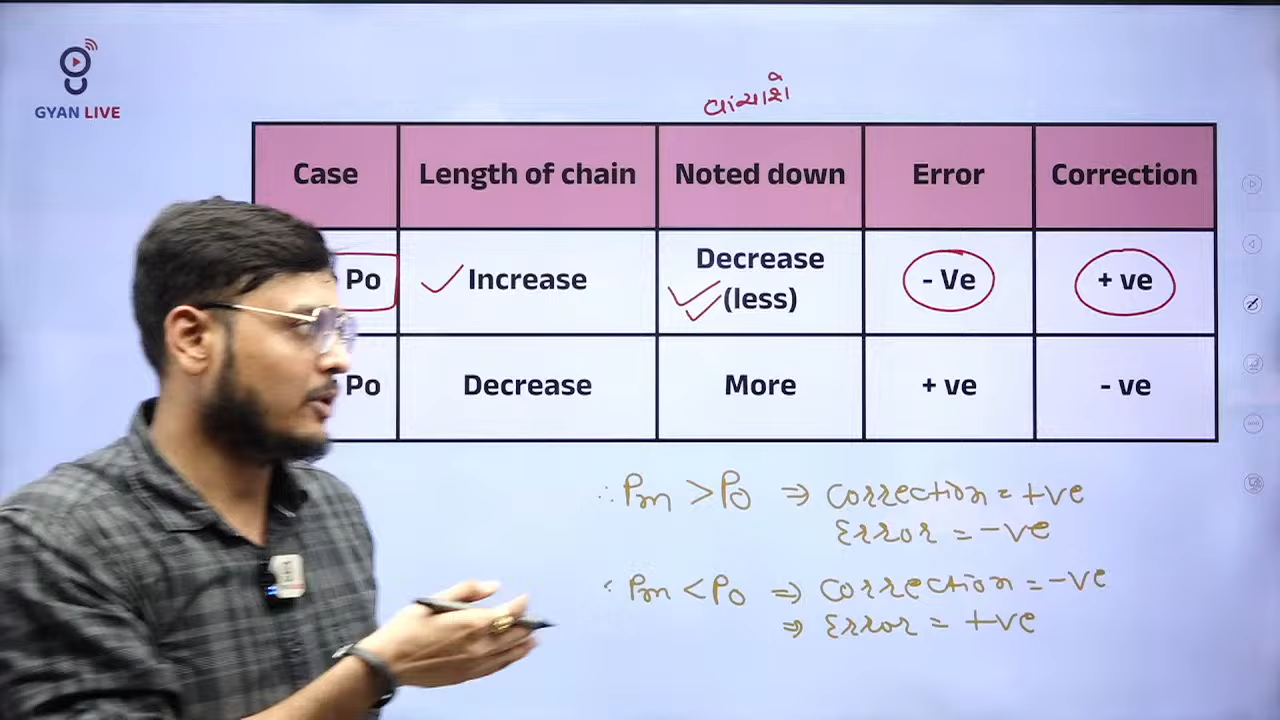 GYAN LIVE
વાંચાશે
Case Length of chain Noted down Error Correction
Po Increase Decrease (less) - Ve + ve
Po Decrease More + ve - ve
∴ Pm > Po ⇒ Correction = +ve
Error = -ve
Pm < Po ⇒ Correction = -ve
⇒ Error = +ve